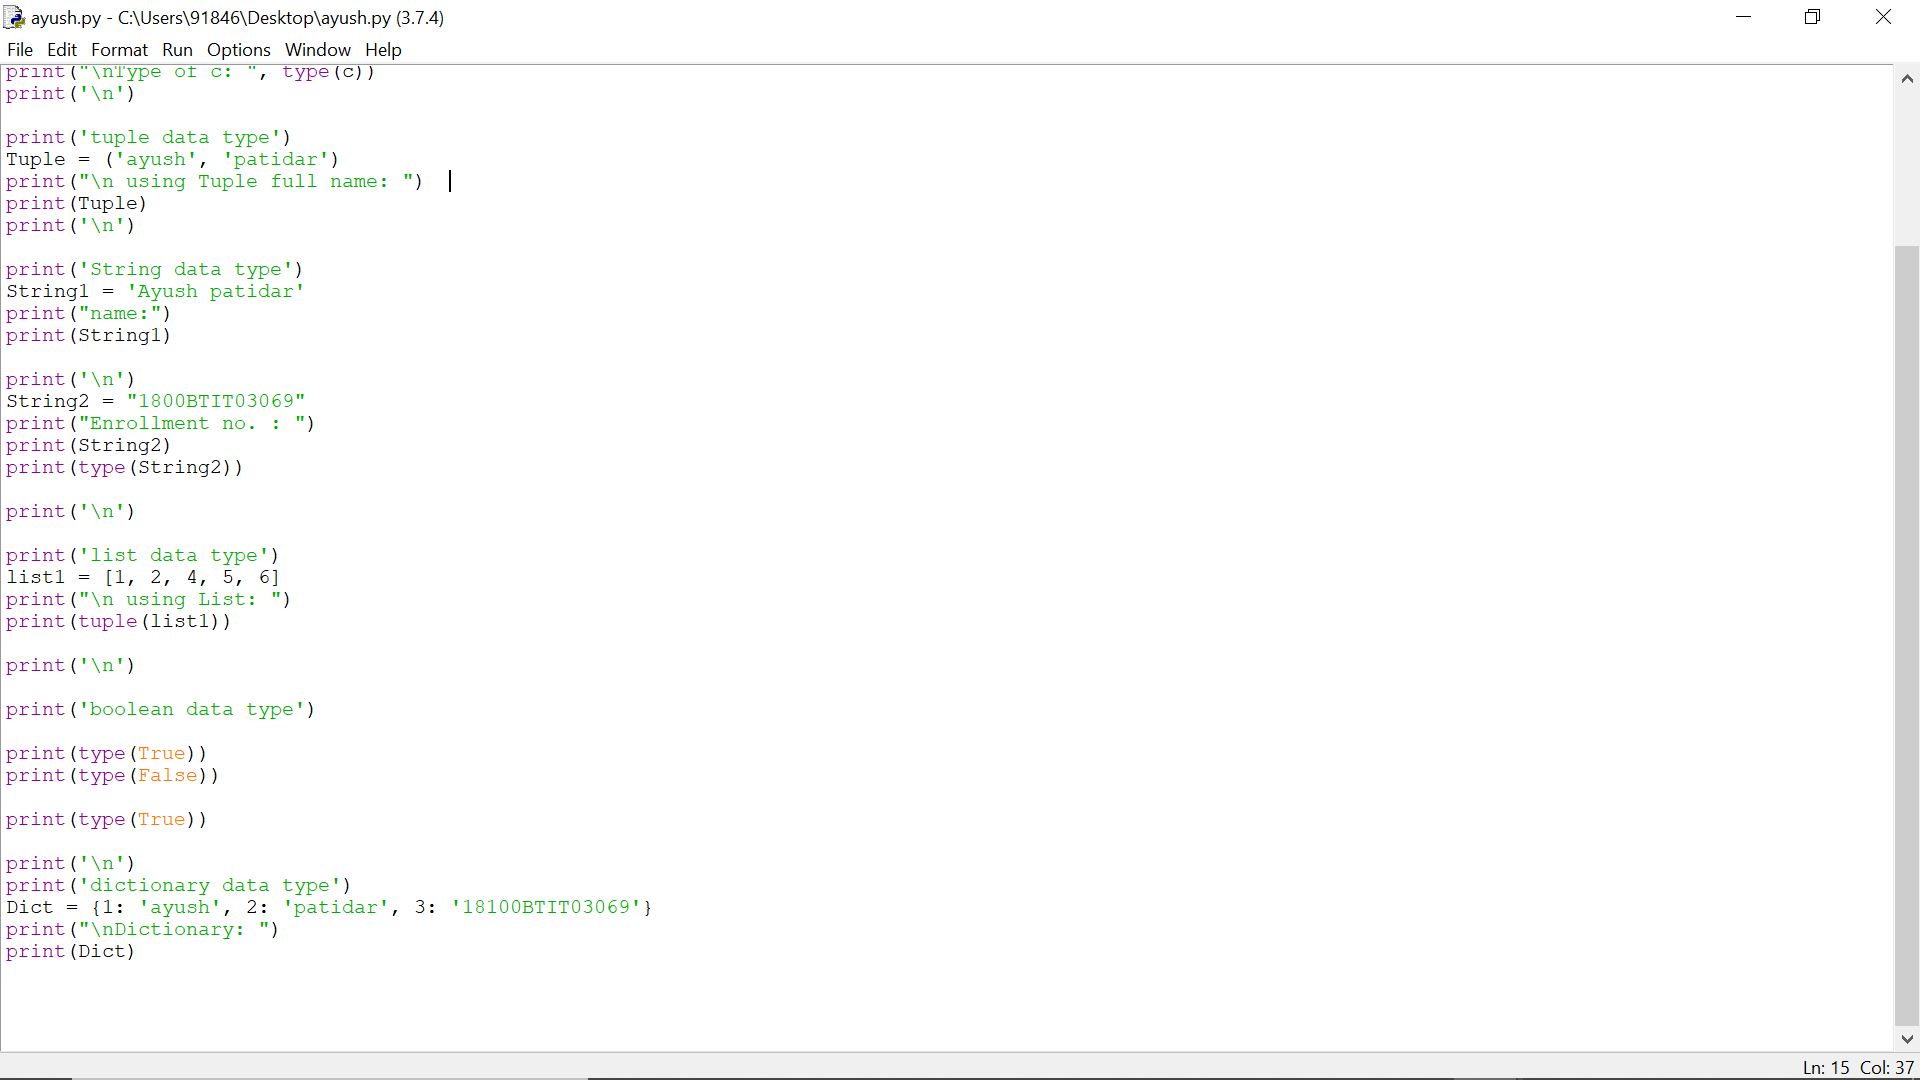 ayush.py - C:\Users\91846\Desktop\ayush.py (3.7.4)
File Edit Format Run Options Window Help
print("\nType of c: ", type(c))
print('\n')
print('tuple data type')
Tuple = ('ayush', 'patidar')
print("\n using Tuple full name: ")
print(Tuple)
print('\n')
print('String data type')
String1 = 'Ayush patidar'
print("name:")
print(String1)
print('\n')
String2 = "1800BTIT03069"
print("Enrollment no. : ")
print(String2)
print(type(String2))
print('\n')
print('list data type')
list1 = [1, 2, 4, 5, 6]
print("\n using List: ")
print(tuple(list1))
print('\n')
print('boolean data type')
print(type(True))
print(type(False))
print(type(True))
print('\n')
print('dictionary data type')
Dict = {1: 'ayush', 2: 'patidar', 3: '18100BTIT03069'}
print("\nDictionary: ")
print(Dict)
Ln: 15 Col: 37